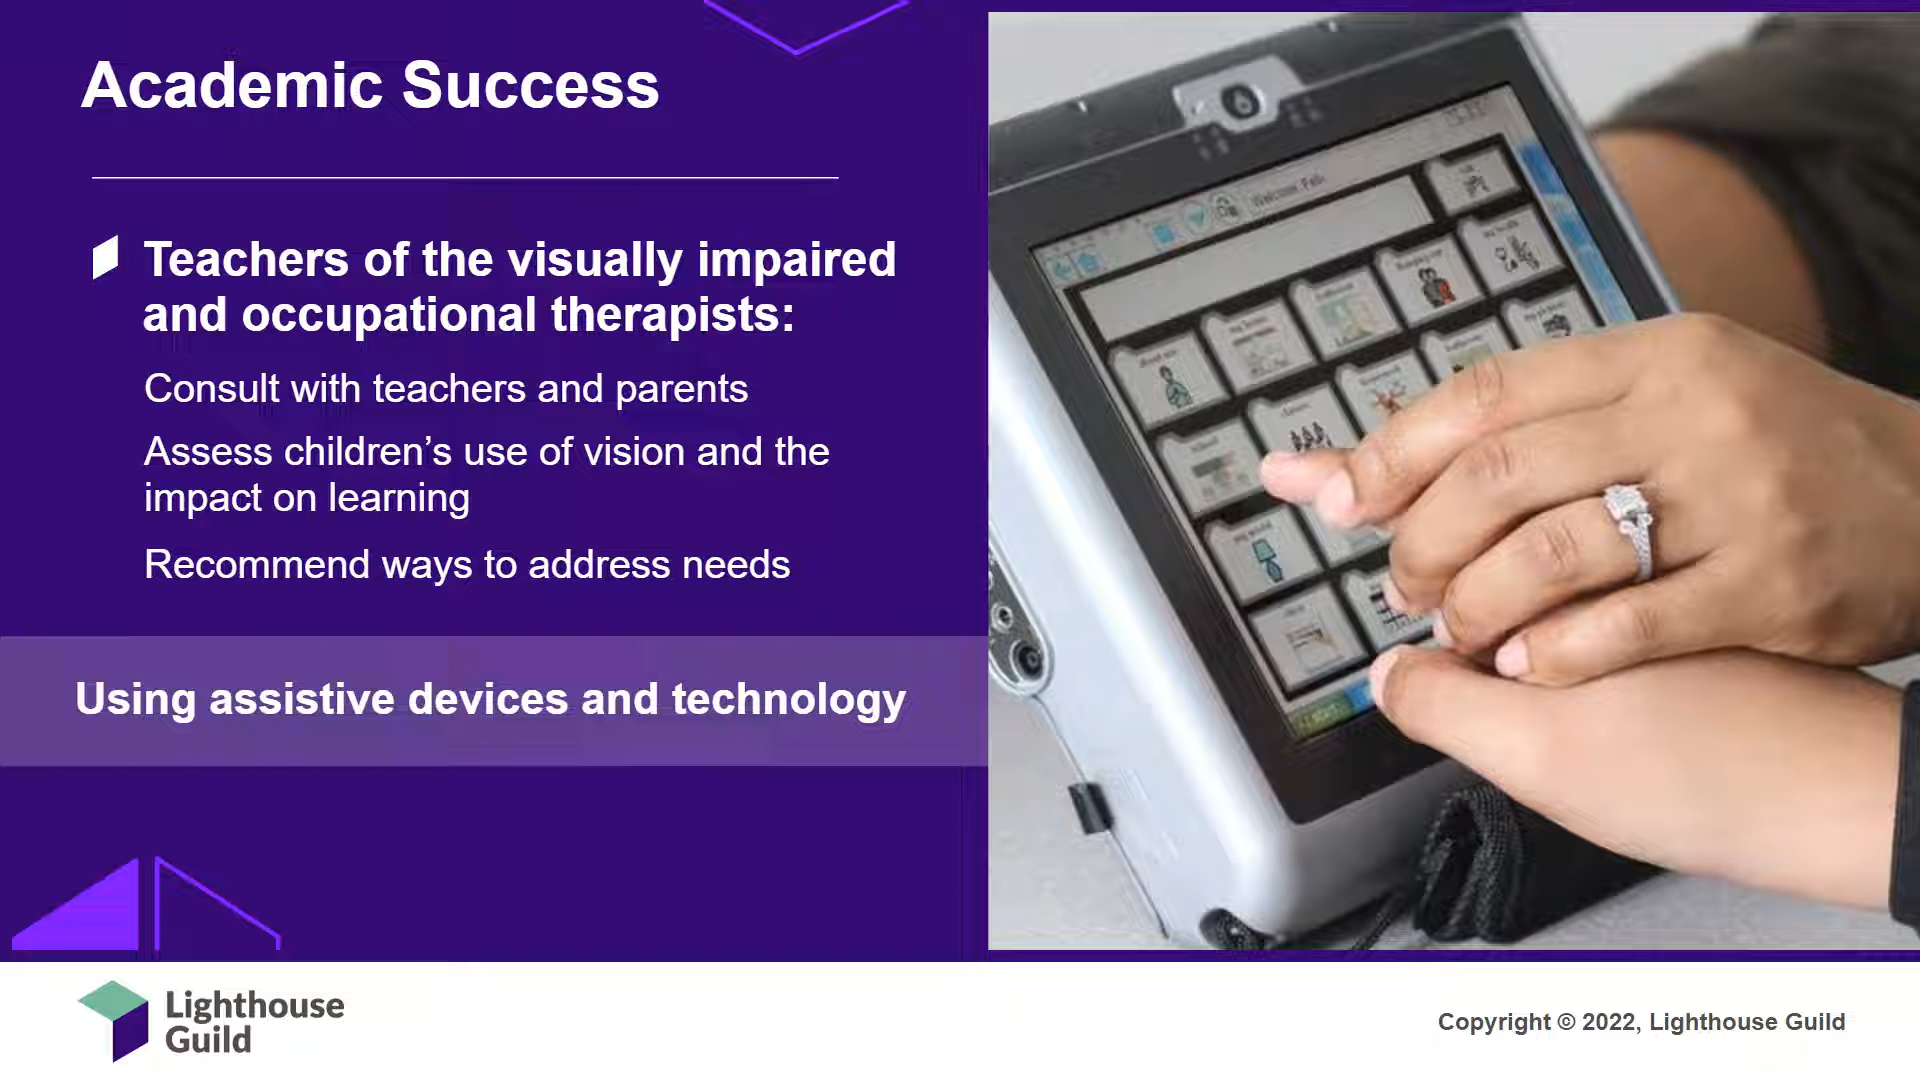 Academic Success
Teachers of the visually impaired
and occupational therapists:
Consult with teachers and parents
Assess children’s use of vision and the
impact on learning
Recommend ways to address needs
Using assistive devices and technology
Lighthouse
Guild
Copyright © 2022, Lighthouse Guild